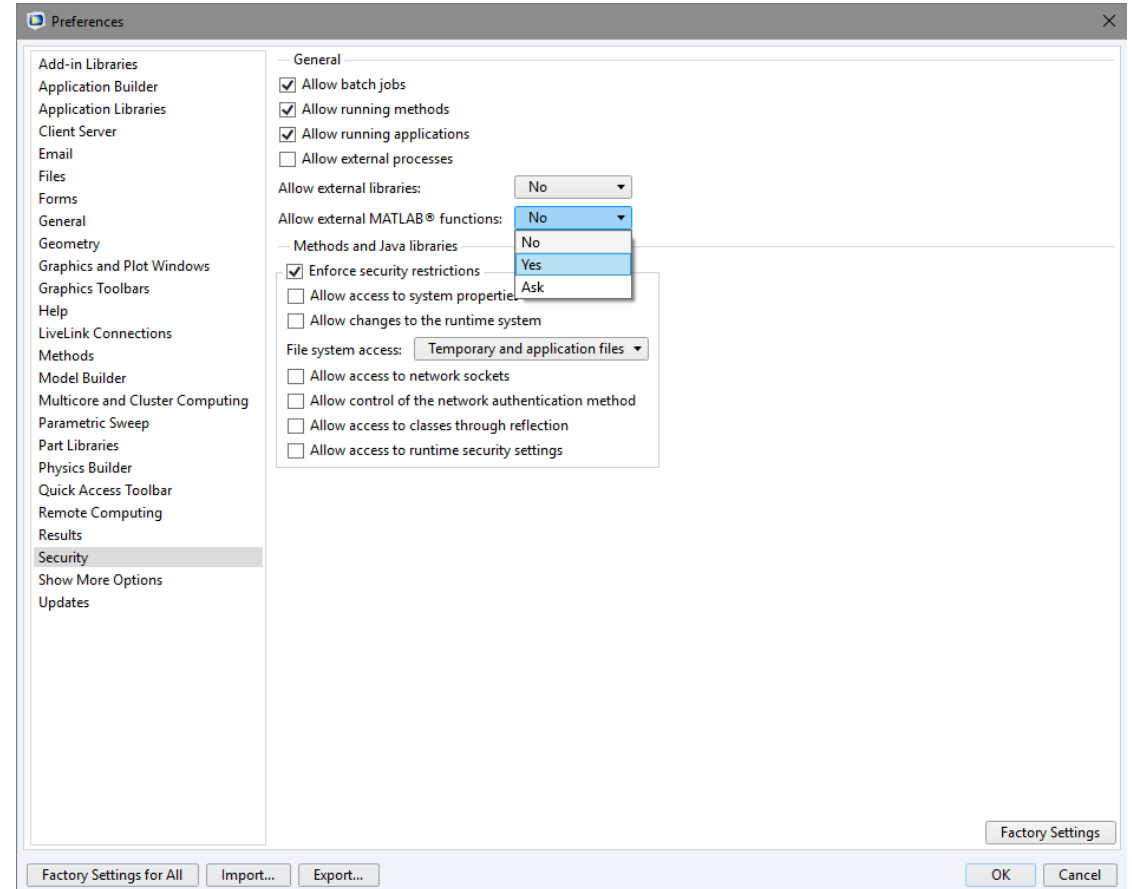 Preferences
Add-in Libraries
Application Builder
Application Libraries
Client Server
Email
Files
Forms
General
Geometry
Graphics and Plot Windows
Graphics Toolbars
Help
LiveLink Connections
Methods
Model Builder
Multicore and Cluster Computing
Parametric Sweep
Part Libraries
Physics Builder
Quick Access Toolbar
Remote Computing
Results
Security
Show More Options
Updates
General
Allow batch jobs
Allow running methods
Allow running applications
Allow external processes
Allow external libraries: No
Allow external MATLAB® functions: No
No
Yes
Ask
Methods and Java libraries
Enforce security restrictions
Allow access to system properties
Allow changes to the runtime system
File system access: Temporary and application files
Allow access to network sockets
Allow control of the network authentication method
Allow access to classes through reflection
Allow access to runtime security settings
Factory Settings
Factory Settings for All Import... Export... OK Cancel